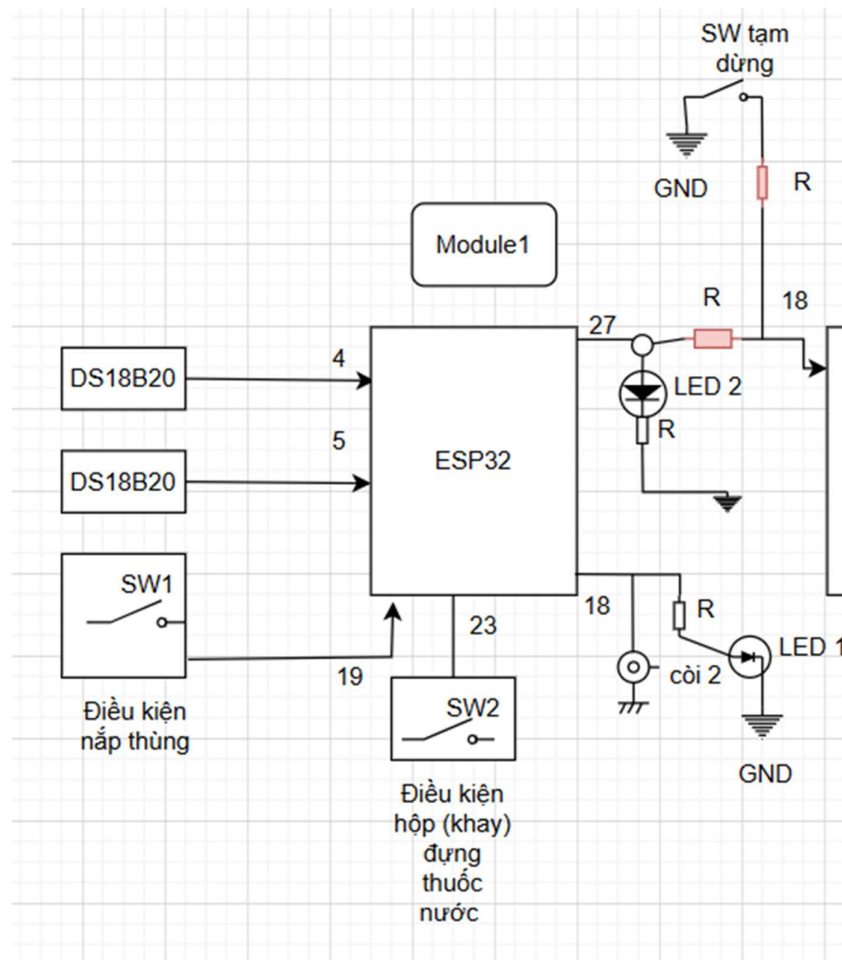 SW tạm
dừng
GND
R
Module1
R
18
27
DS18B20
4
LED 2
R
5
ESP32
DS18B20
SW1
18
R
23
LED 1
còi 2
19
SW2
Điều kiện
nắp thùng
GND
Điều kiện
hộp (khay)
đựng
thuốc
nước